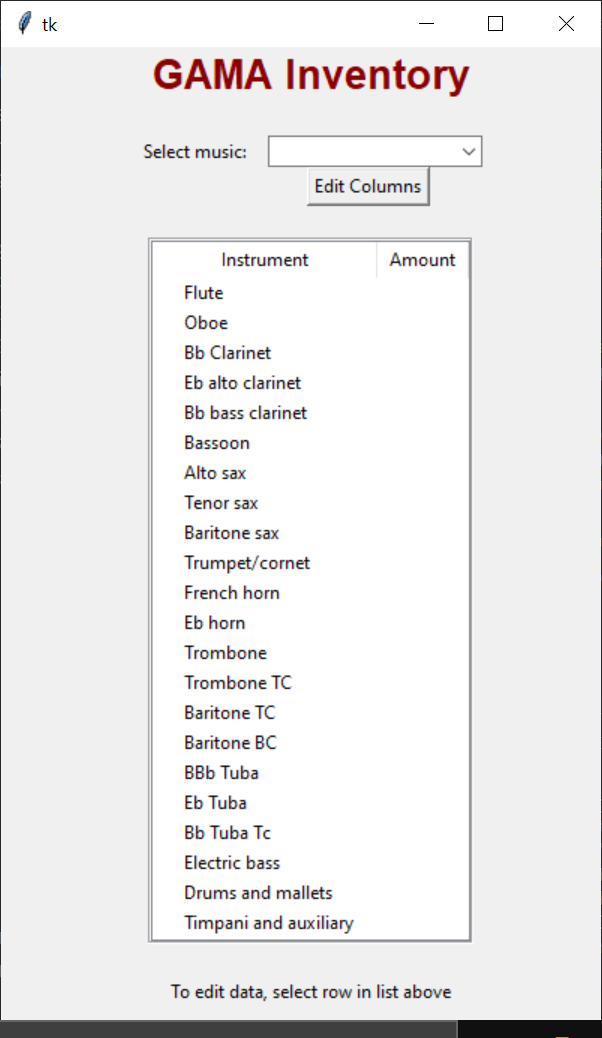 tk
GAMA Inventory
Select music:
Edit Columns
Instrument Amount
Flute
Oboe
Bb Clarinet
Eb alto clarinet
Bb bass clarinet
Bassoon
Alto sax
Tenor sax
Baritone sax
Trumpet/cornet
French horn
Eb horn
Trombone
Trombone TC
Baritone TC
Baritone BC
BBb Tuba
Eb Tuba
Bb Tuba Tc
Electric bass
Drums and mallets
Timpani and auxiliary
To edit data, select row in list above